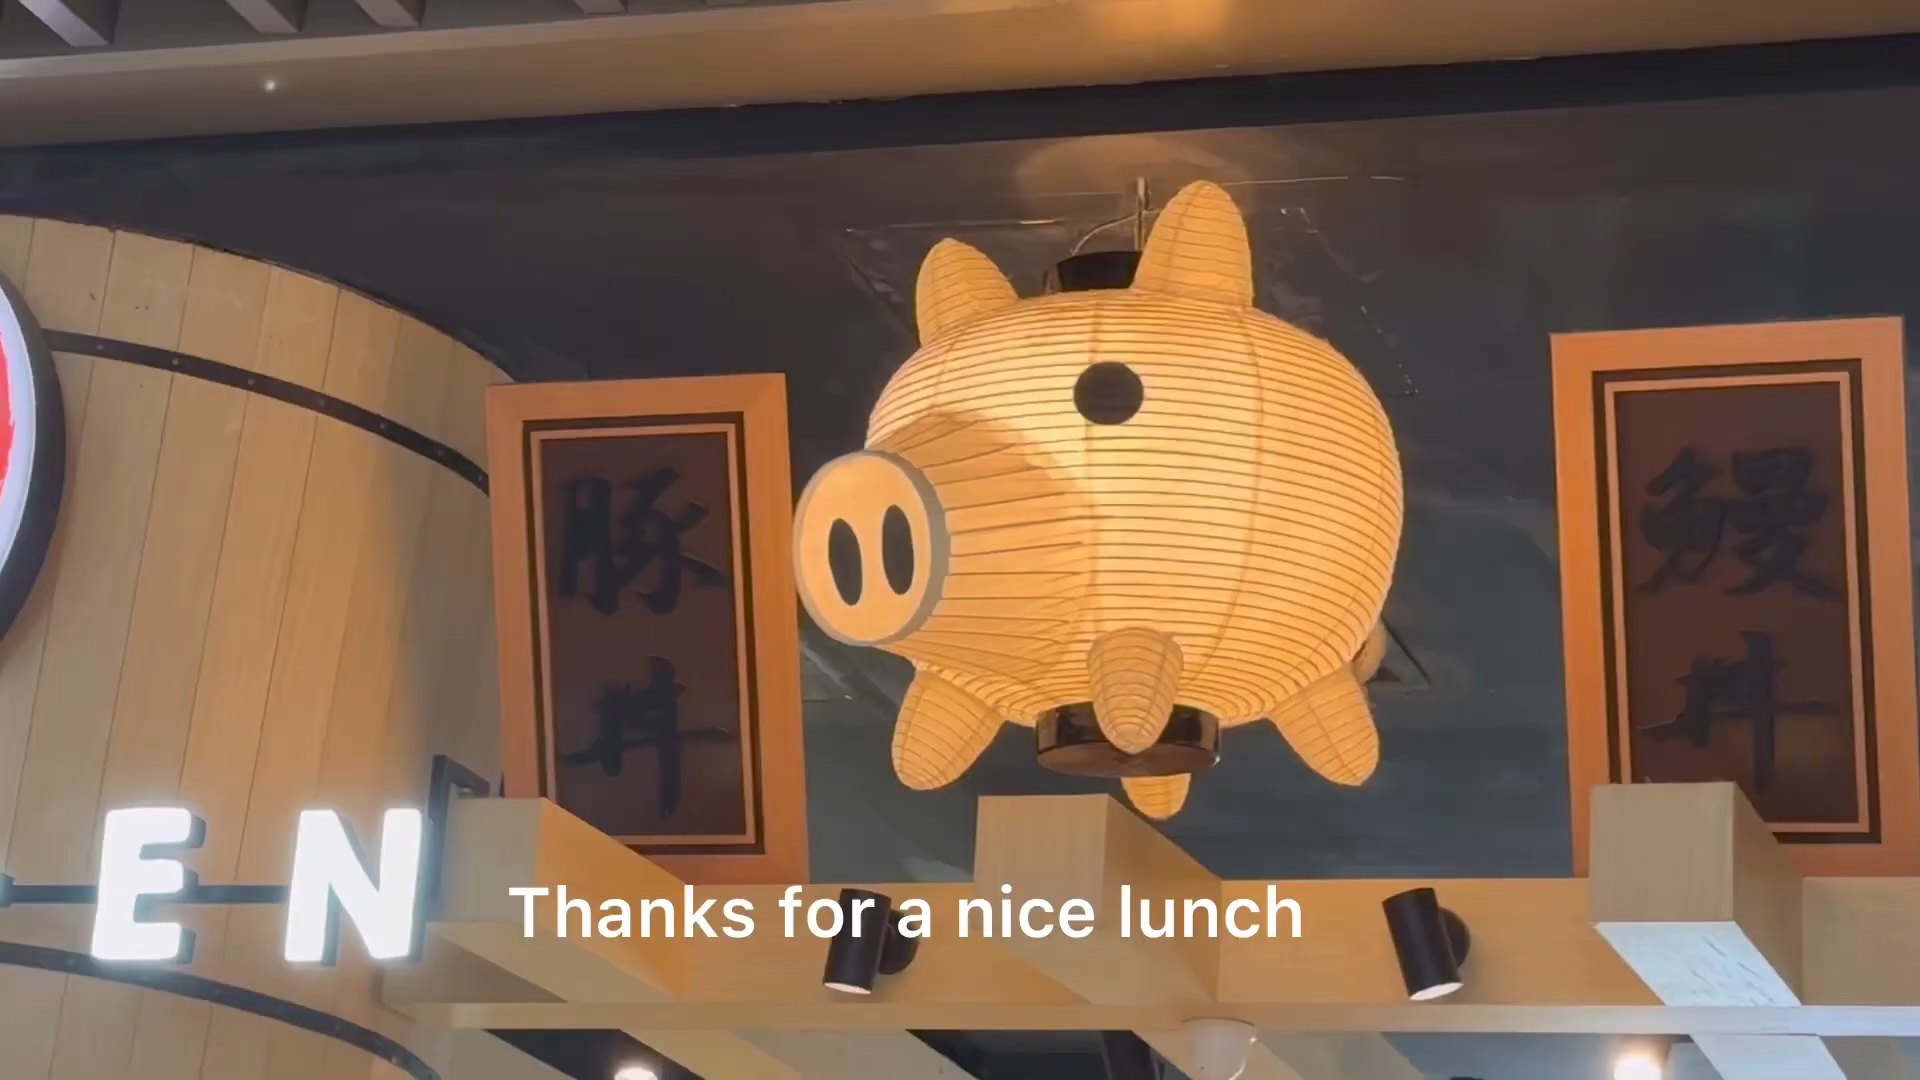 豚丼
鰻丼
EN
Thanks for a nice lunch